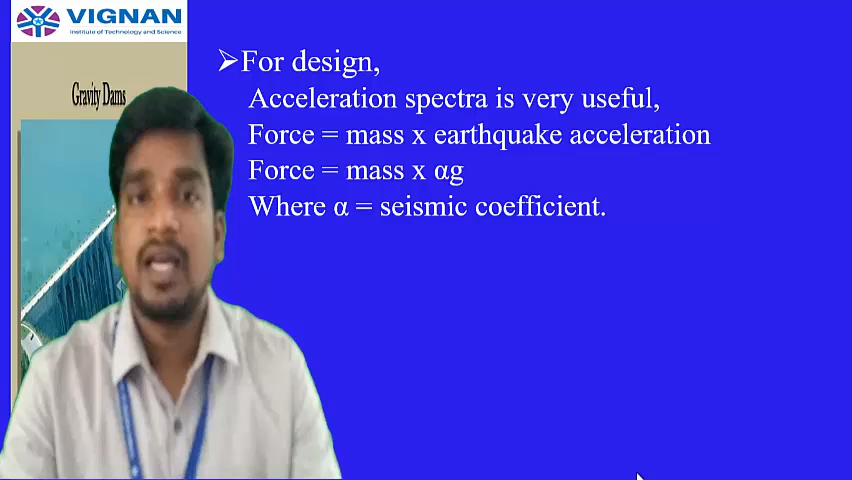 VIGNAN
Institute of Technology and Science
Gravity Dams
➢For design,
Acceleration spectra is very useful,
Force = mass x earthquake acceleration
Force = mass x αg
Where α = seismic coefficient.